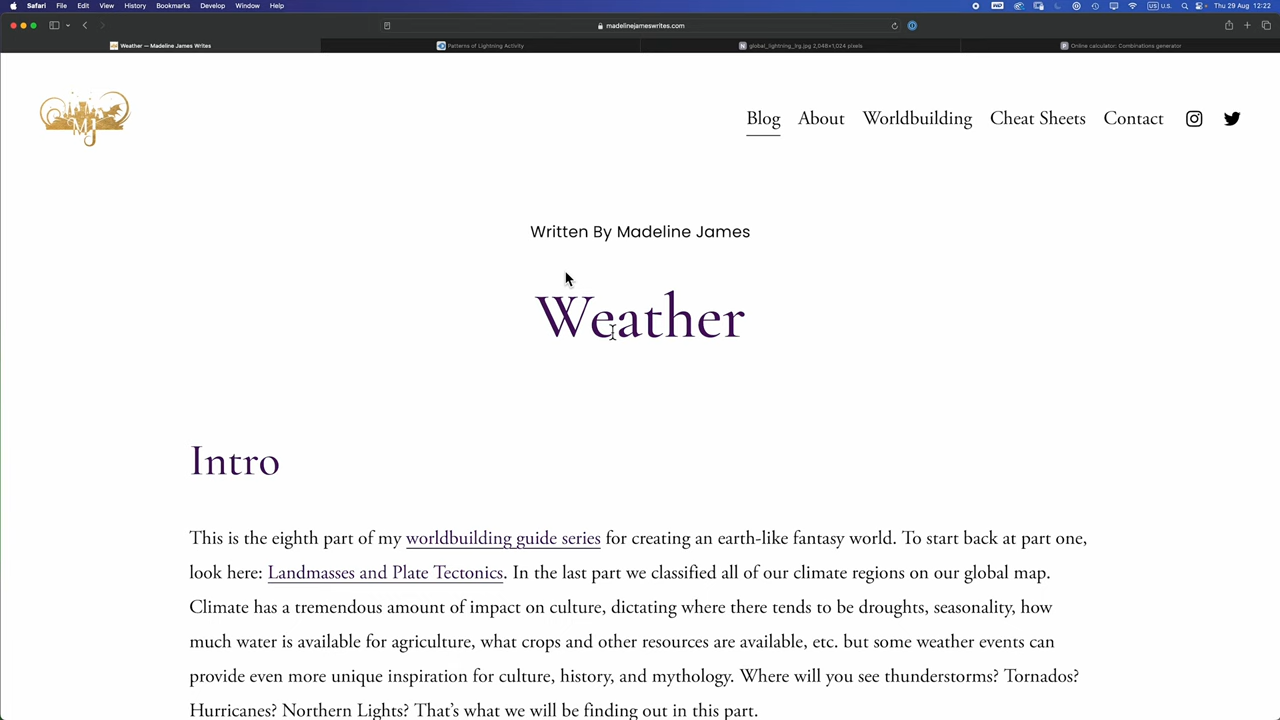 Safari File Edit View History Bookmarks Develop Window Help U.S. Thu 29 Aug 12:22
madelinejameswrites.com
Weather — Madeline James Writes Patterns of Lightning Activity global_lightning_lrg.jpg 2,048×1,024 pixels Online calculator: Combinations generator
MJ
Blog About Worldbuilding Cheat Sheets Contact
Written By Madeline James
Weather
Intro
This is the eighth part of my worldbuilding guide series for creating an earth-like fantasy world. To start back at part one,
look here: Landmasses and Plate Tectonics. In the last part we classified all of our climate regions on our global map.
Climate has a tremendous amount of impact on culture, dictating where there tends to be droughts, seasonality, how
much water is available for agriculture, what crops and other resources are available, etc. but some weather events can
provide even more unique inspiration for culture, history, and mythology. Where will you see thunderstorms? Tornados?
Hurricanes? Northern Lights? That's what we will be finding out in this part.